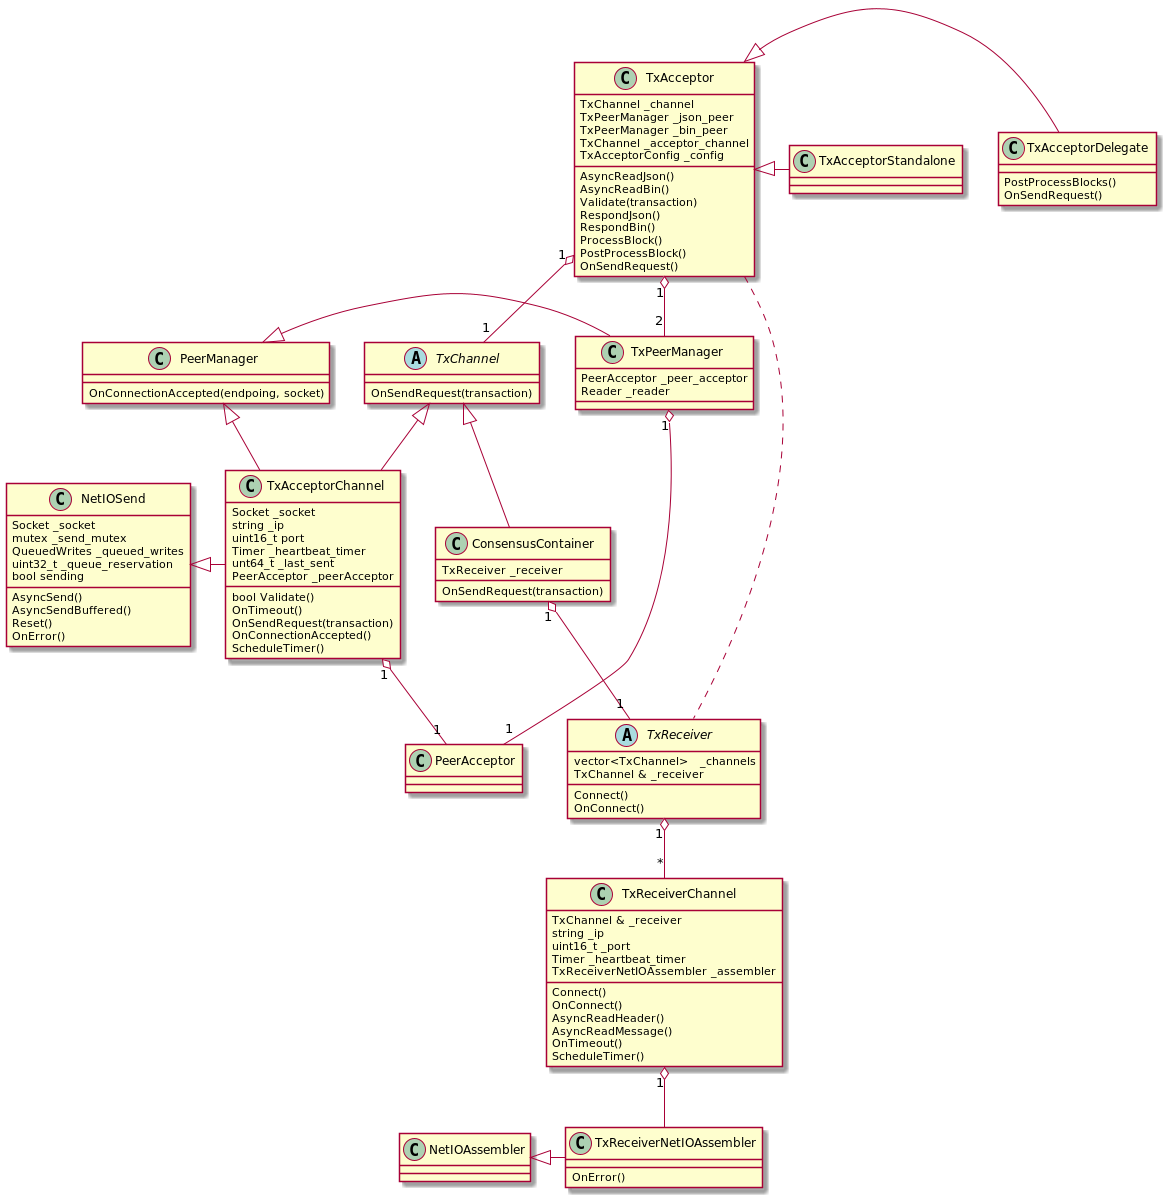 C TxAcceptor
TxChannel _channel
TxPeerManager _json_peer
TxPeerManager _bin_peer
TxChannel _acceptor_channel
TxAcceptorConfig _config
AsyncReadJson()
AsyncReadBin()
Validate(transaction)
RespondJson()
RespondBin()
ProcessBlock()
PostProcessBlock()
OnSendRequest()
C TxAcceptorStandalone
C TxAcceptorDelegate
PostProcessBlocks()
OnSendRequest()
1
1
1
2
C PeerManager
OnConnectionAccepted(endpoing, socket)
A TxChannel
OnSendRequest(transaction)
C TxPeerManager
PeerAcceptor _peer_acceptor
Reader _reader
1
C NetIOSend
Socket _socket
mutex _send_mutex
QueuedWrites _queued_writes
uint32_t _queue_reservation
bool sending
AsyncSend()
AsyncSendBuffered()
Reset()
OnError()
C TxAcceptorChannel
Socket _socket
string _ip
uint16_t port
Timer _heartbeat_timer
unt64_t _last_sent
PeerAcceptor _peerAcceptor
bool Validate()
OnTimeout()
OnSendRequest(transaction)
OnConnectionAccepted()
ScheduleTimer()
C ConsensusContainer
TxReceiver _receiver
OnSendRequest(transaction)
1
1
1
1
1
C PeerAcceptor
A TxReceiver
vector<TxChannel> _channels
TxChannel & _receiver
Connect()
OnConnect()
1
*
C TxReceiverChannel
TxChannel & _receiver
string _ip
uint16_t _port
Timer _heartbeat_timer
TxReceiverNetIOAssembler _assembler
Connect()
OnConnect()
AsyncReadHeader()
AsyncReadMessage()
OnTimeout()
ScheduleTimer()
1
C NetIOAssembler
C TxReceiverNetIOAssembler
OnError()